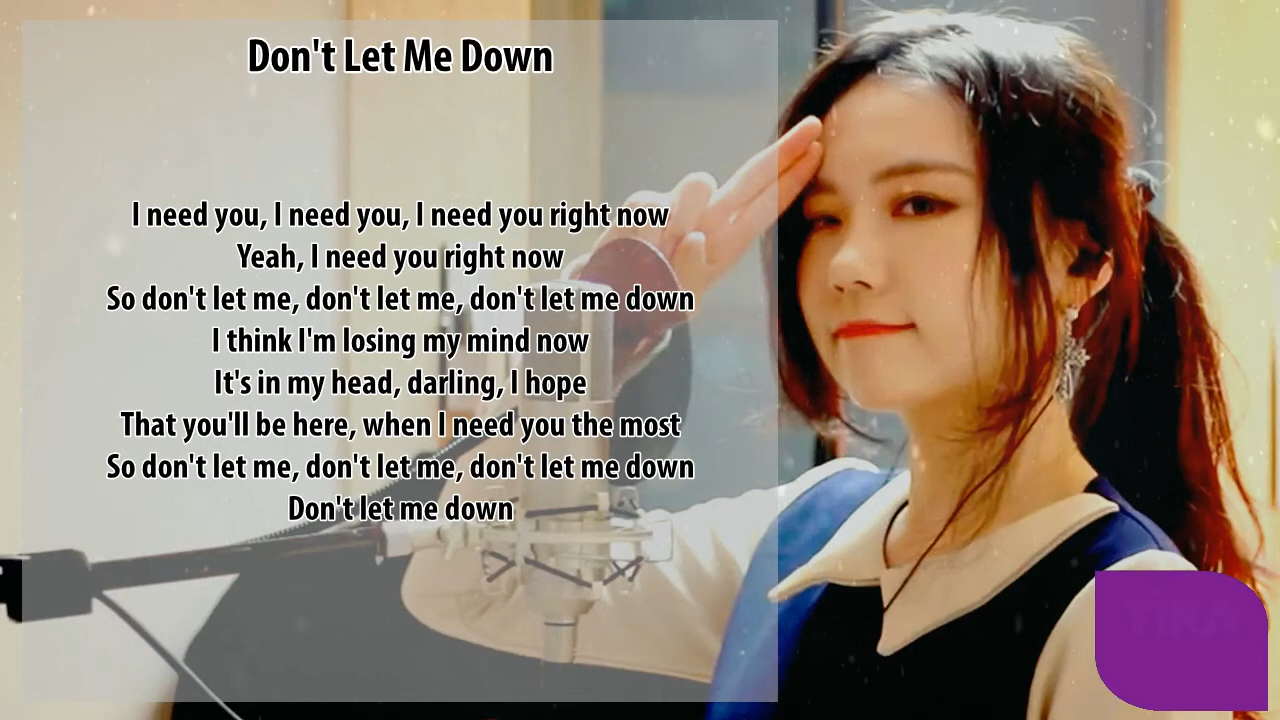 Don't Let Me Down
I need you, I need you, I need you right now
Yeah, I need you right now
So don't let me, don't let me, don't let me down
I think I'm losing my mind now
It's in my head, darling, I hope
That you'll be here, when I need you the most
So don't let me, don't let me, don't let me down
Don't let me down